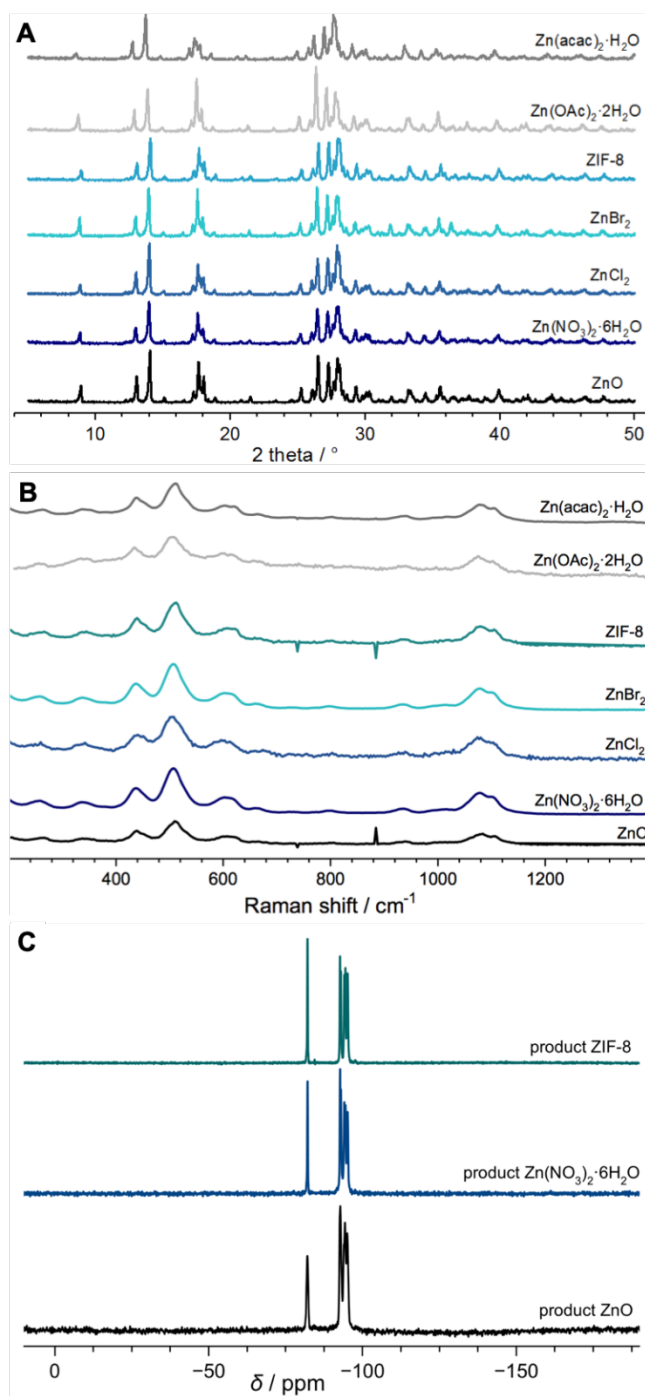 A
Zn(acac)₂·H₂O
Zn(OAc)₂·2H₂O
ZIF-8
ZnBr₂
ZnCl₂
Zn(NO₃)₂·6H₂O
ZnO
10 20 30 40 50
2 theta / °
B
Zn(acac)₂·H₂O
Zn(OAc)₂·2H₂O
ZIF-8
ZnBr₂
ZnCl₂
Zn(NO₃)₂·6H₂O
ZnO
400 600 800 1000 1200
Raman shift / cm⁻¹
C
product ZIF-8
product Zn(NO₃)₂·6H₂O
product ZnO
0 −50 −100 −150
δ / ppm